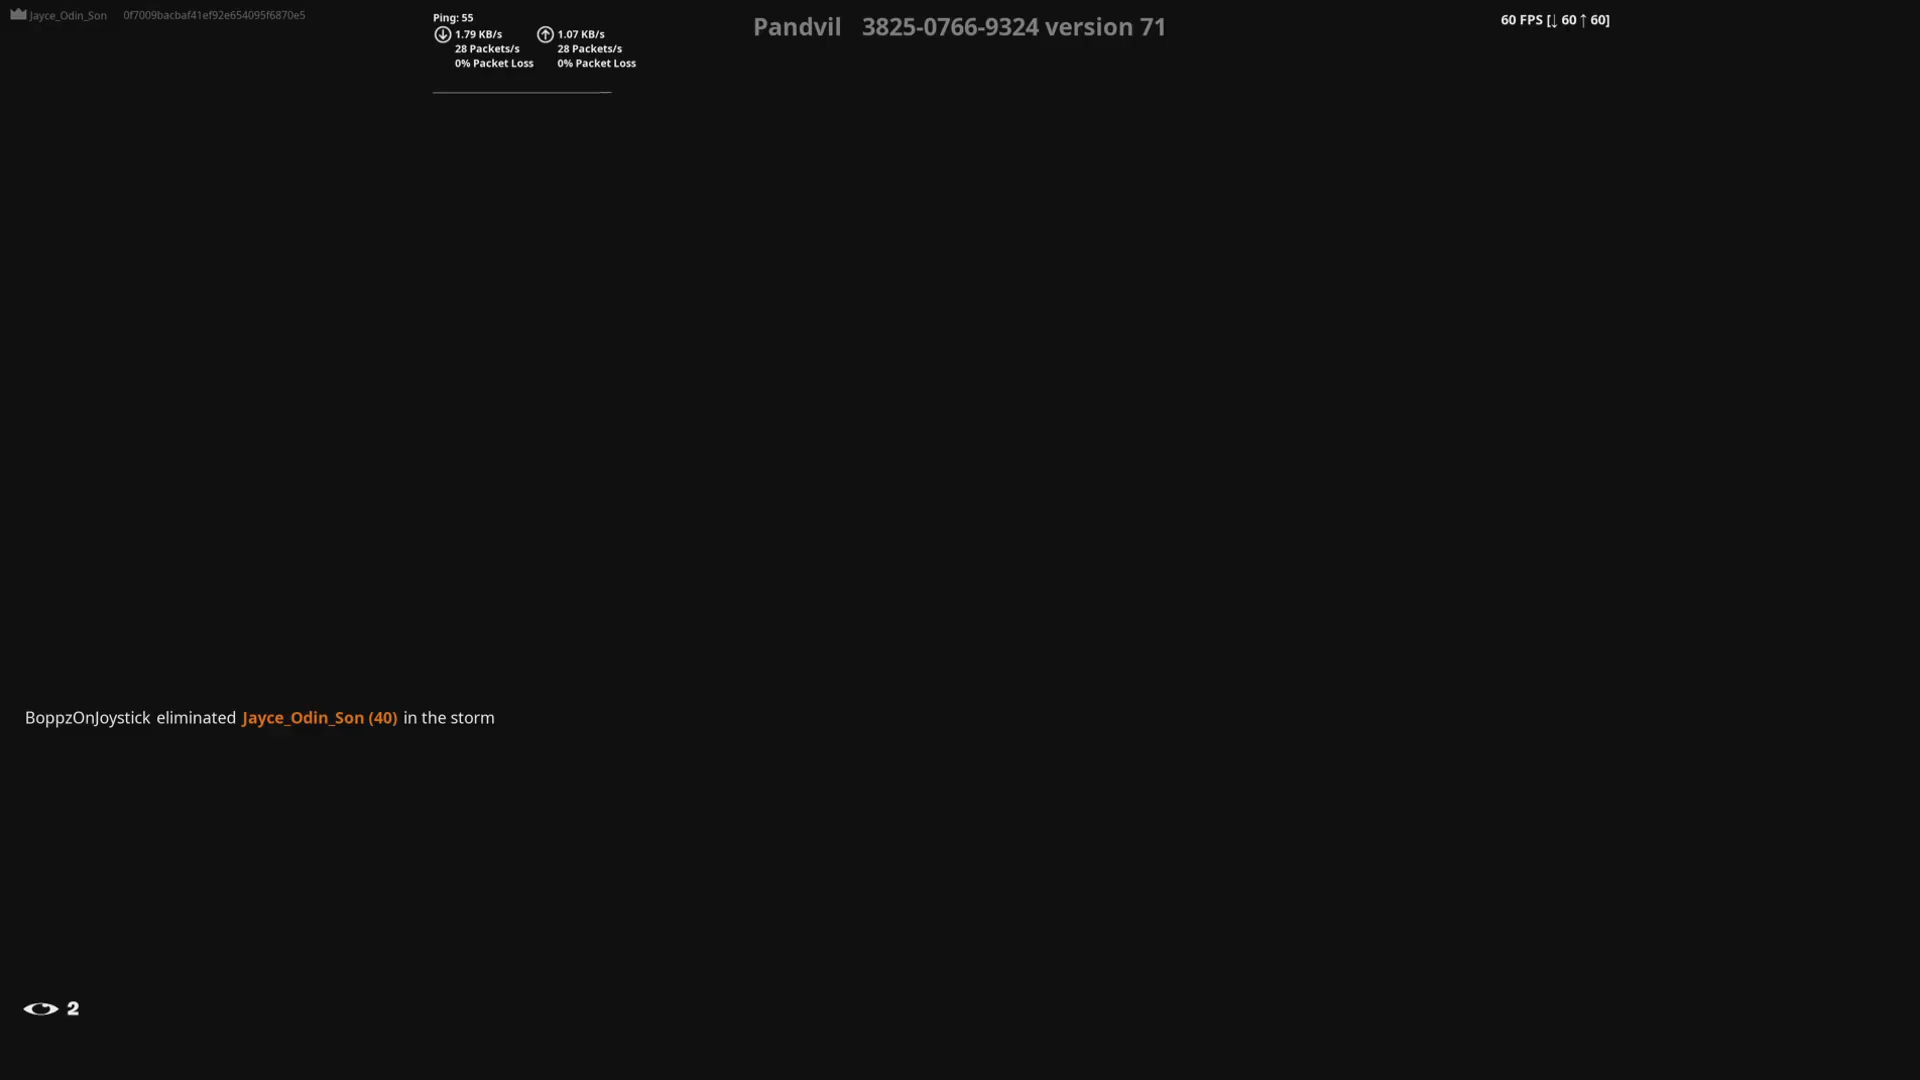 Jayce_Odin_Son 0f7009bacbaf41ef92e654095f6870e5
Ping: 55
1.79 KB/s 1.07 KB/s
28 Packets/s 28 Packets/s
0% Packet Loss 0% Packet Loss
Pandvil 3825-0766-9324 version 71
60 FPS [↓ 60 ↑ 60]
BoppzOnJoystick eliminated Jayce_Odin_Son (40) in the storm
2